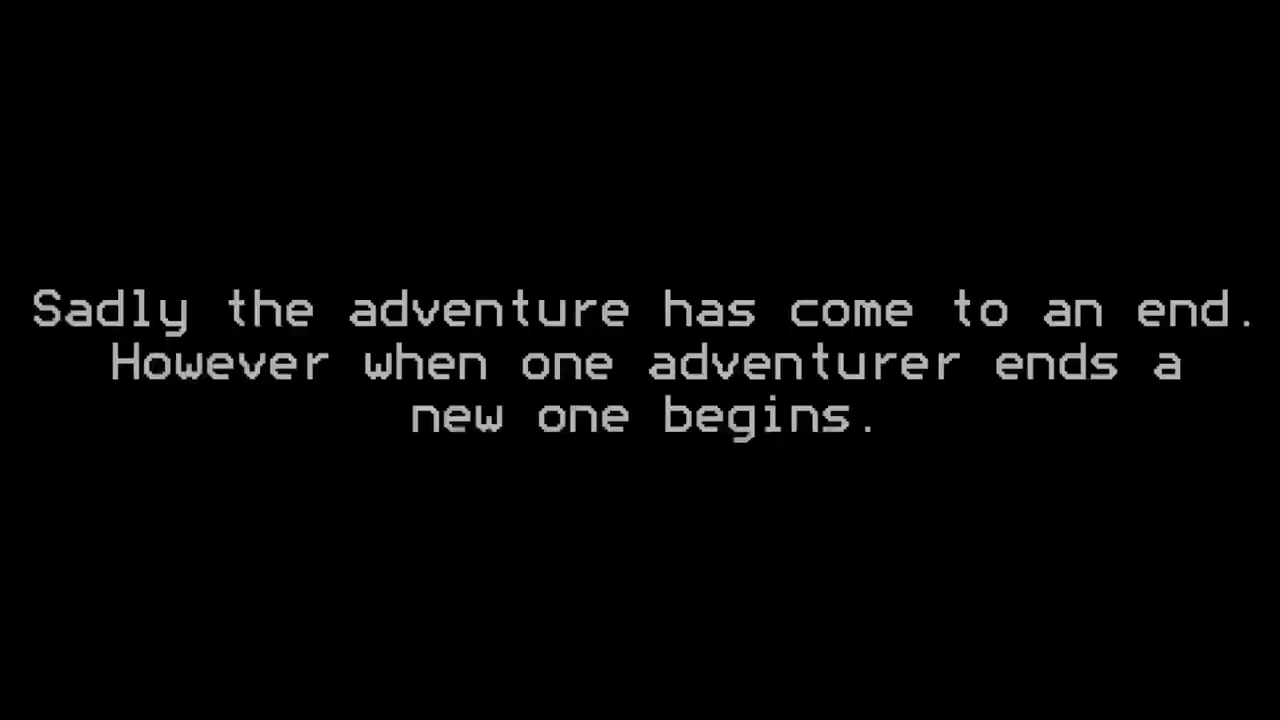 Sadly the adventure has come to an end.
However when one adventurer ends a
new one begins.